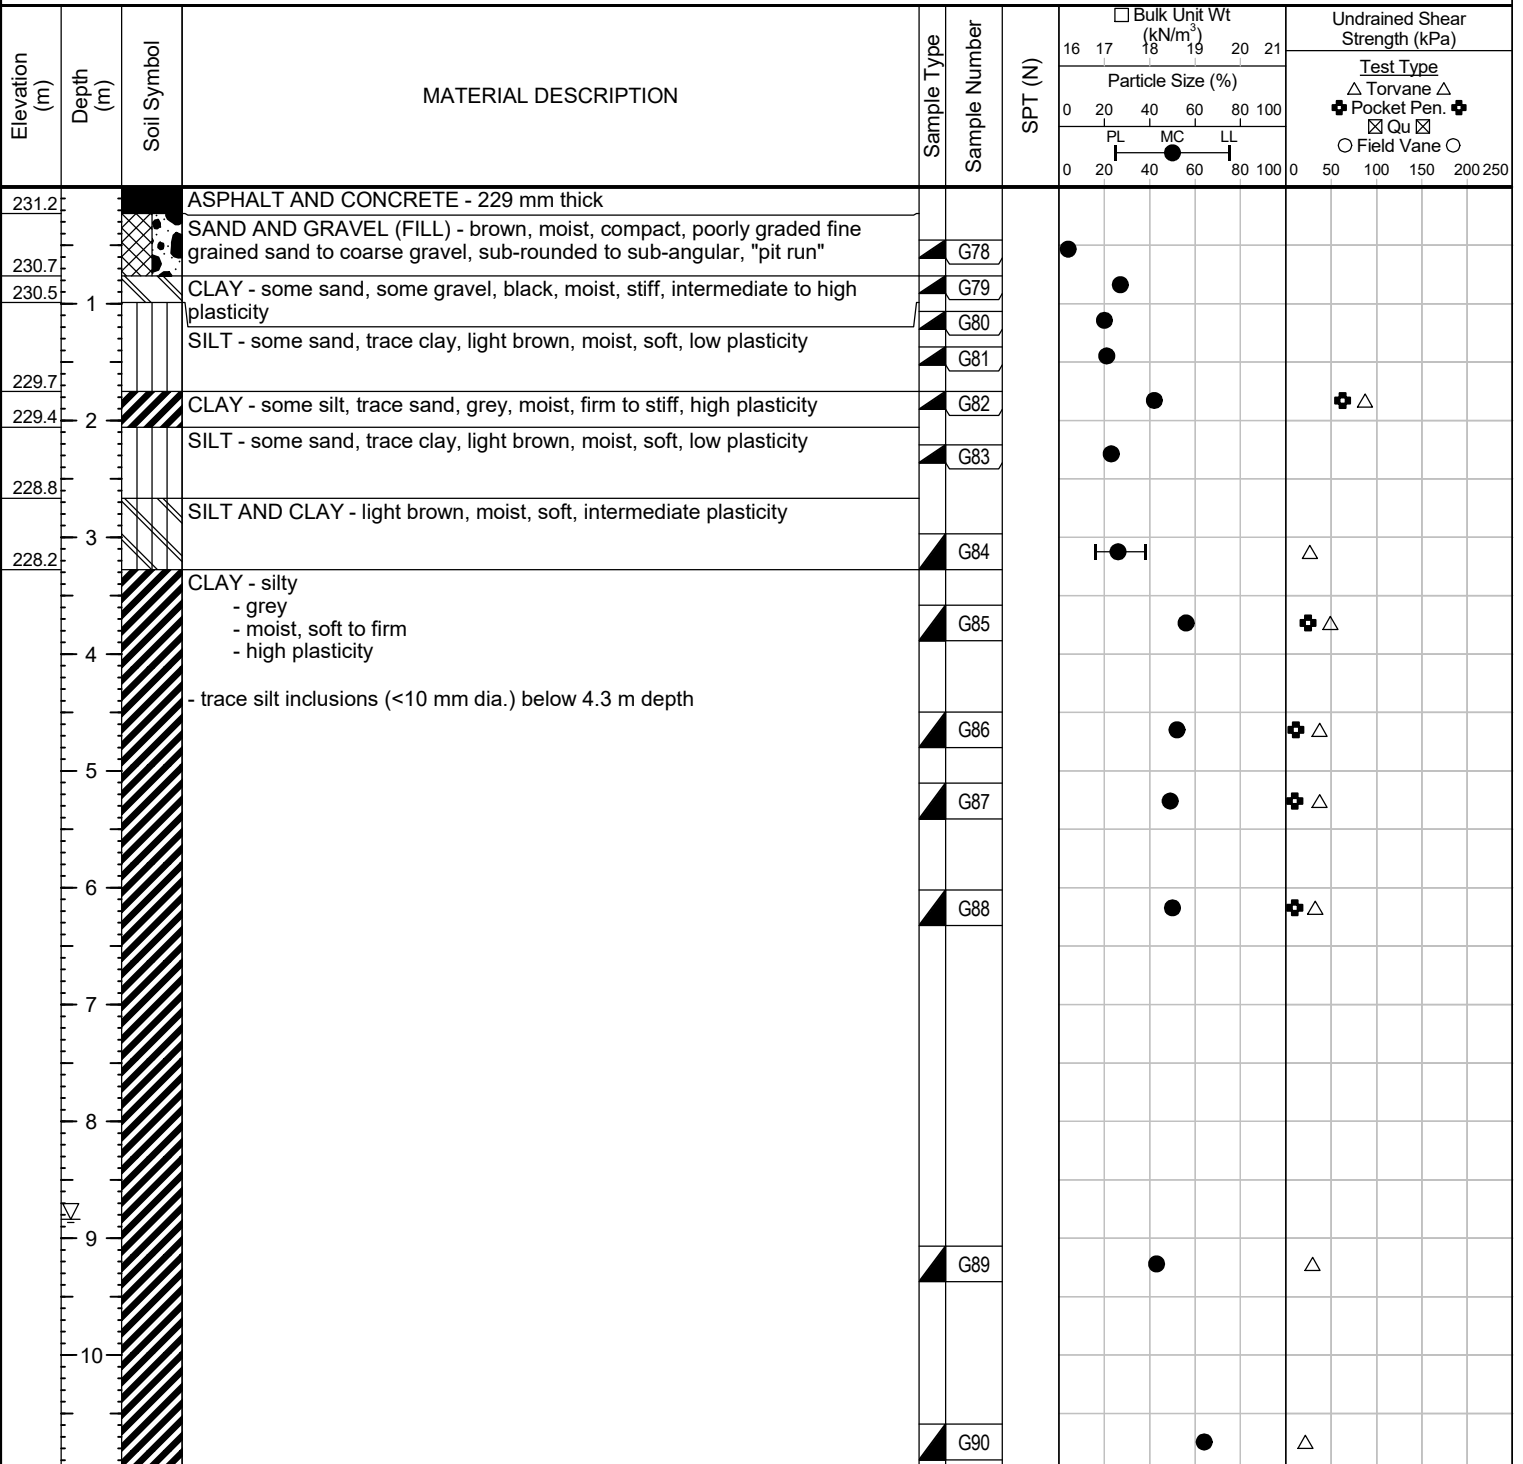 Elevation
(m)
Depth
(m)
Soil Symbol
MATERIAL DESCRIPTION
Sample Type
Sample Number
SPT (N)
□ Bulk Unit Wt
(kN/m³)
16 17 18 19 20 21
Particle Size (%)
0 20 40 60 80 100
PL MC LL
0 20 40 60 80 100
Undrained Shear
Strength (kPa)
Test Type
△ Torvane △
✚ Pocket Pen. ✚
☒ Qu ☒
○ Field Vane ○
0 50 100 150 200 250
231.2
ASPHALT AND CONCRETE - 229 mm thick
SAND AND GRAVEL (FILL) - brown, moist, compact, poorly graded fine
grained sand to coarse gravel, sub-rounded to sub-angular, "pit run"
G78
230.7
CLAY - some sand, some gravel, black, moist, stiff, intermediate to high
plasticity
G79
230.5
1
G80
SILT - some sand, trace clay, light brown, moist, soft, low plasticity
G81
229.7
CLAY - some silt, trace sand, grey, moist, firm to stiff, high plasticity
G82
229.4
2
SILT - some sand, trace clay, light brown, moist, soft, low plasticity
G83
228.8
SILT AND CLAY - light brown, moist, soft, intermediate plasticity
3
G84
228.2
CLAY - silty
- grey
- moist, soft to firm
- high plasticity
G85
4
- trace silt inclusions (<10 mm dia.) below 4.3 m depth
G86
5
G87
6
G88
7
8
9
G89
10
G90